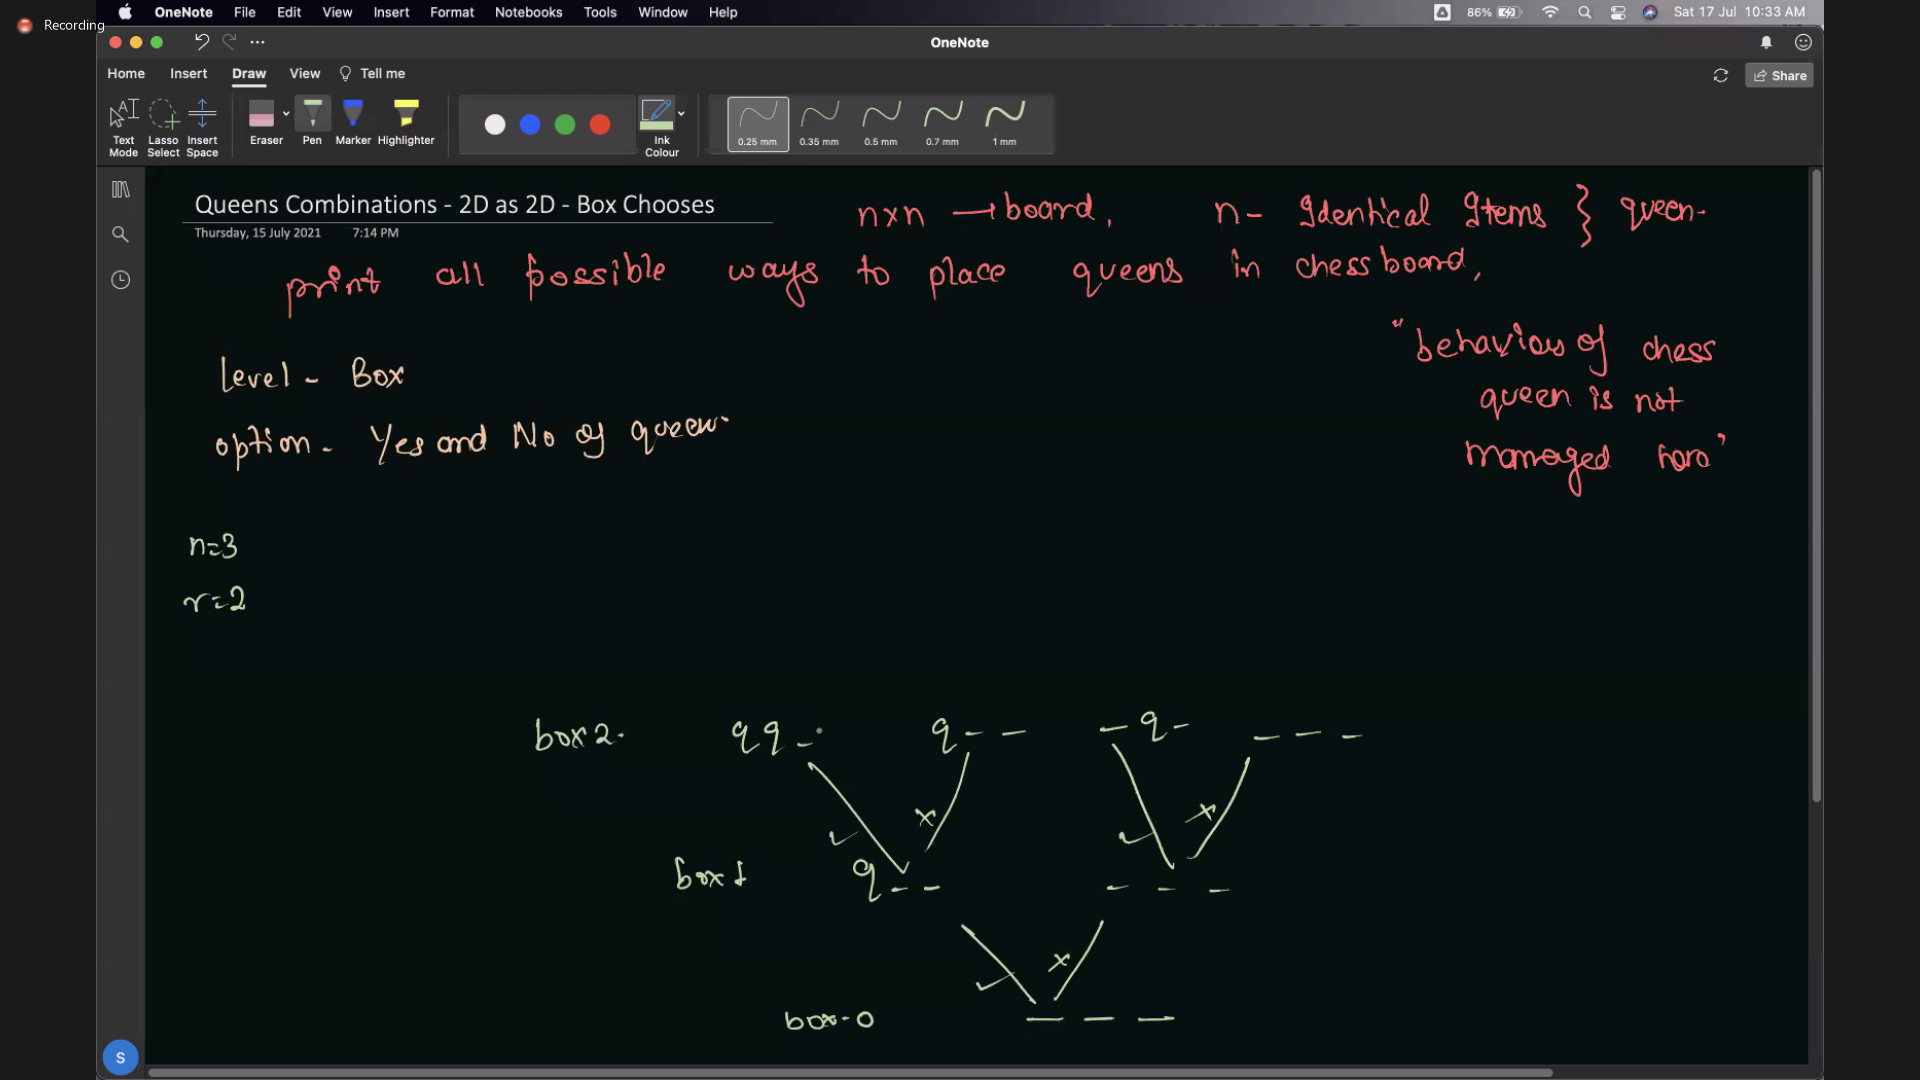 Recording
OneNote File Edit View Insert Format Notebooks Tools Window Help 86% Sat 17 Jul 10:33 AM
OneNote
Home Insert Draw View Tell me Share
Text Mode Lasso Select Insert Space Eraser Pen Marker Highlighter Ink Colour 0.25 mm 0.35 mm 0.5 mm 0.7 mm 1 mm
Queens Combinations - 2D as 2D - Box Chooses
Thursday, 15 July 2021 7:14 PM
nxn → board, n- Identical Items } queen.
print all possible ways to place queens in chess board,
"behaviour of chess
queen is not
managed here"
level - Box
option - Yes and No of queen.
n=3
r=2
box 2. q q - q - - - q - - - -
✓ x ✓ x
box 1 q - - - - -
✓ x
box-0 - - -
S